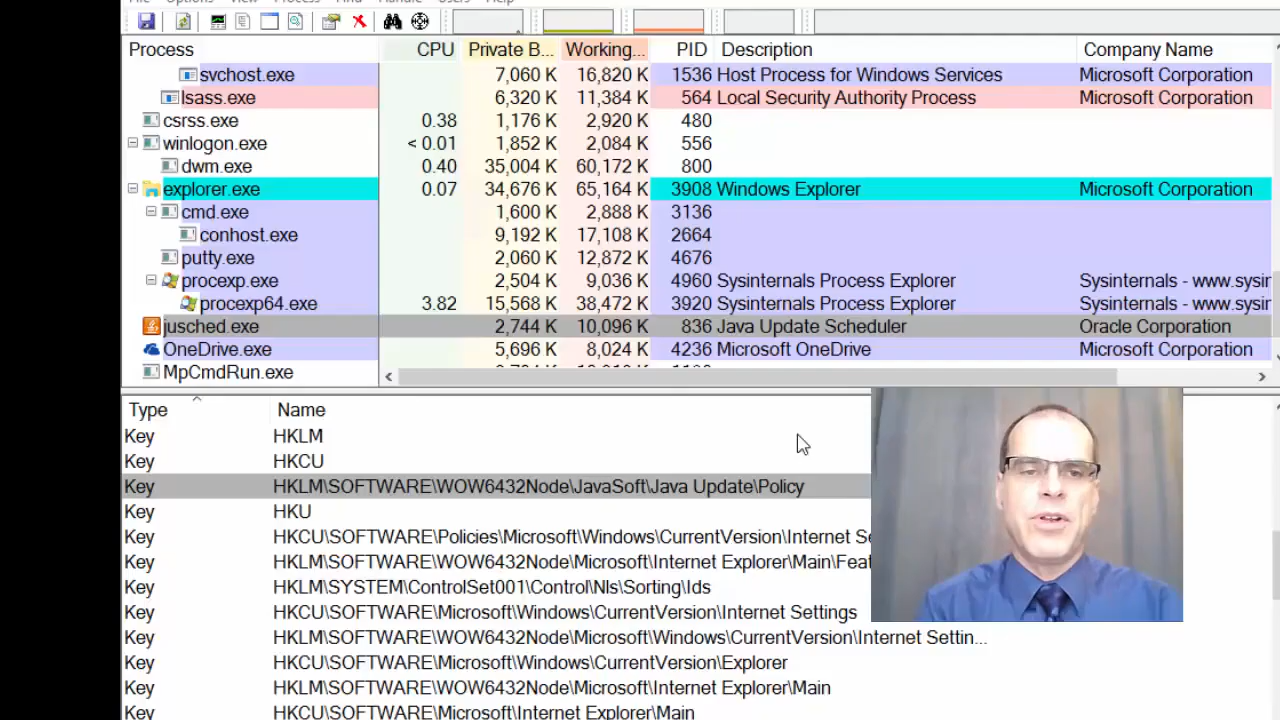 File Options View Process Find Handle Users Help
Process CPU Private B... Working... PID Description Company Name
svchost.exe 7,060 K 16,820 K 1536 Host Process for Windows Services Microsoft Corporation
lsass.exe 6,320 K 11,384 K 564 Local Security Authority Process Microsoft Corporation
csrss.exe 0.38 1,176 K 2,920 K 480
winlogon.exe < 0.01 1,852 K 2,084 K 556
dwm.exe 0.40 35,004 K 60,172 K 800
explorer.exe 0.07 34,676 K 65,164 K 3908 Windows Explorer Microsoft Corporation
cmd.exe 1,600 K 2,888 K 3136
conhost.exe 9,192 K 17,108 K 2664
putty.exe 2,060 K 12,872 K 4676
procexp.exe 2,504 K 9,036 K 4960 Sysinternals Process Explorer Sysinternals - www.sysir
procexp64.exe 3.82 15,568 K 38,472 K 3920 Sysinternals Process Explorer Sysinternals - www.sysir
jusched.exe 2,744 K 10,096 K 836 Java Update Scheduler Oracle Corporation
OneDrive.exe 5,696 K 8,024 K 4236 Microsoft OneDrive Microsoft Corporation
MpCmdRun.exe
Type Name
Key HKLM
Key HKCU
Key HKLM\SOFTWARE\WOW6432Node\JavaSoft\Java Update\Policy
Key HKU
Key HKCU\SOFTWARE\Policies\Microsoft\Windows\CurrentVersion\Internet Se
Key HKLM\SOFTWARE\WOW6432Node\Microsoft\Internet Explorer\Main\Feat
Key HKLM\SYSTEM\ControlSet001\Control\Nls\Sorting\Ids
Key HKCU\SOFTWARE\Microsoft\Windows\CurrentVersion\Internet Settings
Key HKLM\SOFTWARE\WOW6432Node\Microsoft\Windows\CurrentVersion\Internet Settin...
Key HKCU\SOFTWARE\Microsoft\Windows\CurrentVersion\Explorer
Key HKLM\SOFTWARE\WOW6432Node\Microsoft\Internet Explorer\Main
Key HKCU\SOFTWARE\Microsoft\Internet Explorer\Main